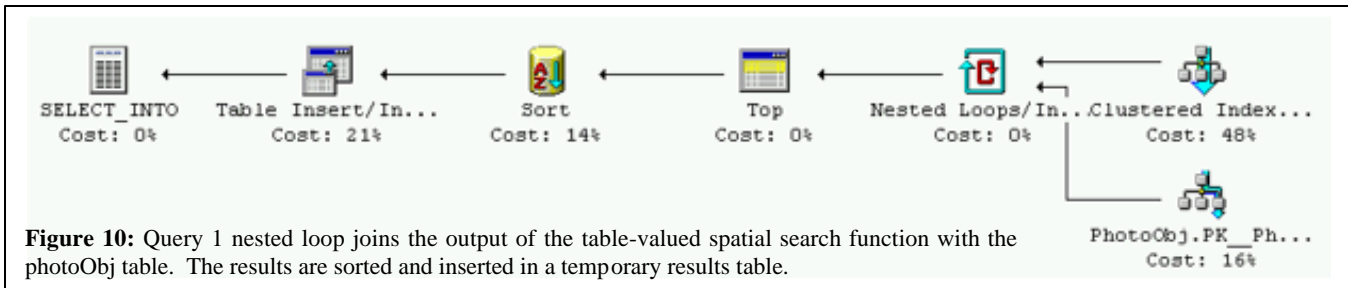 SELECT_INTO
Cost: 0%
Table Insert/In...
Cost: 21%
Sort
Cost: 14%
Top
Cost: 0%
Nested Loops/In...
Cost: 0%
Clustered Index...
Cost: 48%
PhotoObj.PK__Ph...
Cost: 16%
Figure 10: Query 1 nested loop joins the output of the table-valued spatial search function with the
photoObj table. The results are sorted and inserted in a temporary results table.